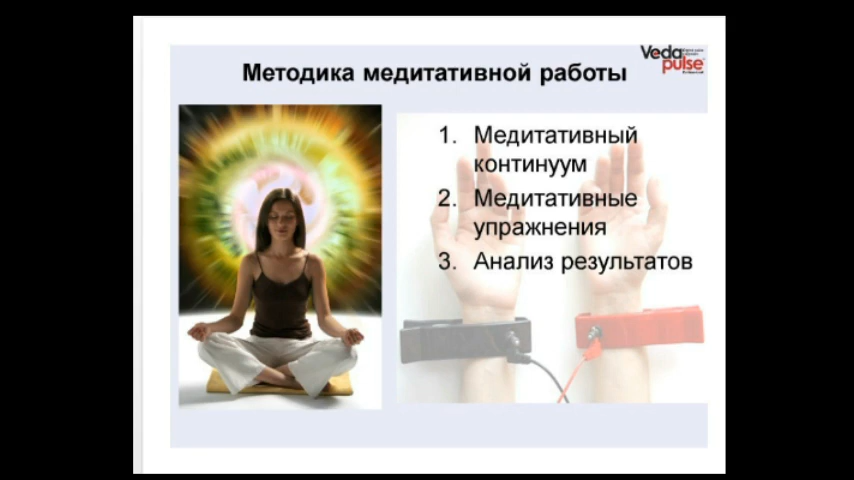 Veda
pulse
Методика медитативной работы
1. Медитативный
континуум
2. Медитативные
упражнения
3. Анализ результатов